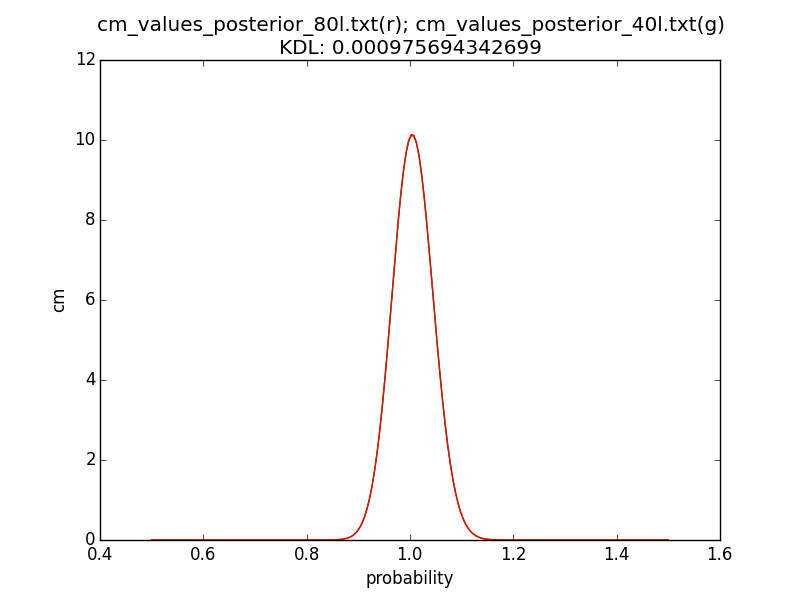 cm_values_posterior_80l.txt(r); cm_values_posterior_40l.txt(g)
KDL: 0.000975694342699
12
10
8
6
4
2
0
cm
0.4 0.6 0.8 1.0 1.2 1.4 1.6
probability